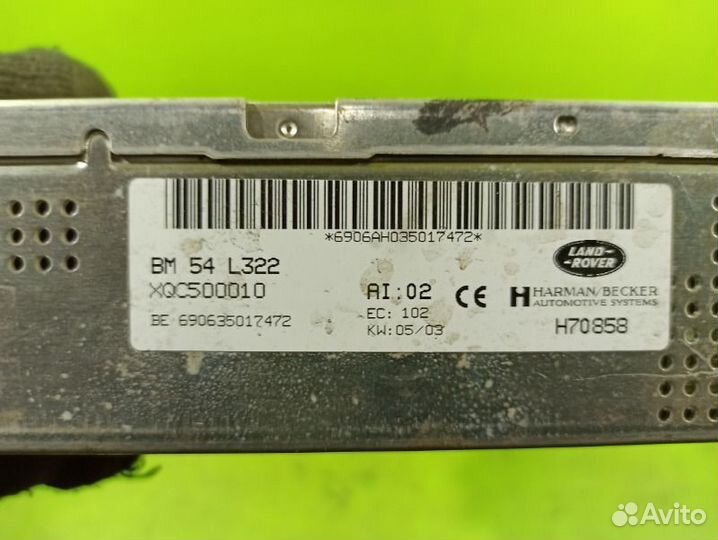 *6906AH035017472*
BM 54 L322
XQC500010
BE 690635017472
AI:02
EC: 102
KW:05/03
CE
LAND-
ROVER
HARMAN/BECKER
AUTOMOTIVE SYSTEMS
H70858
Avito